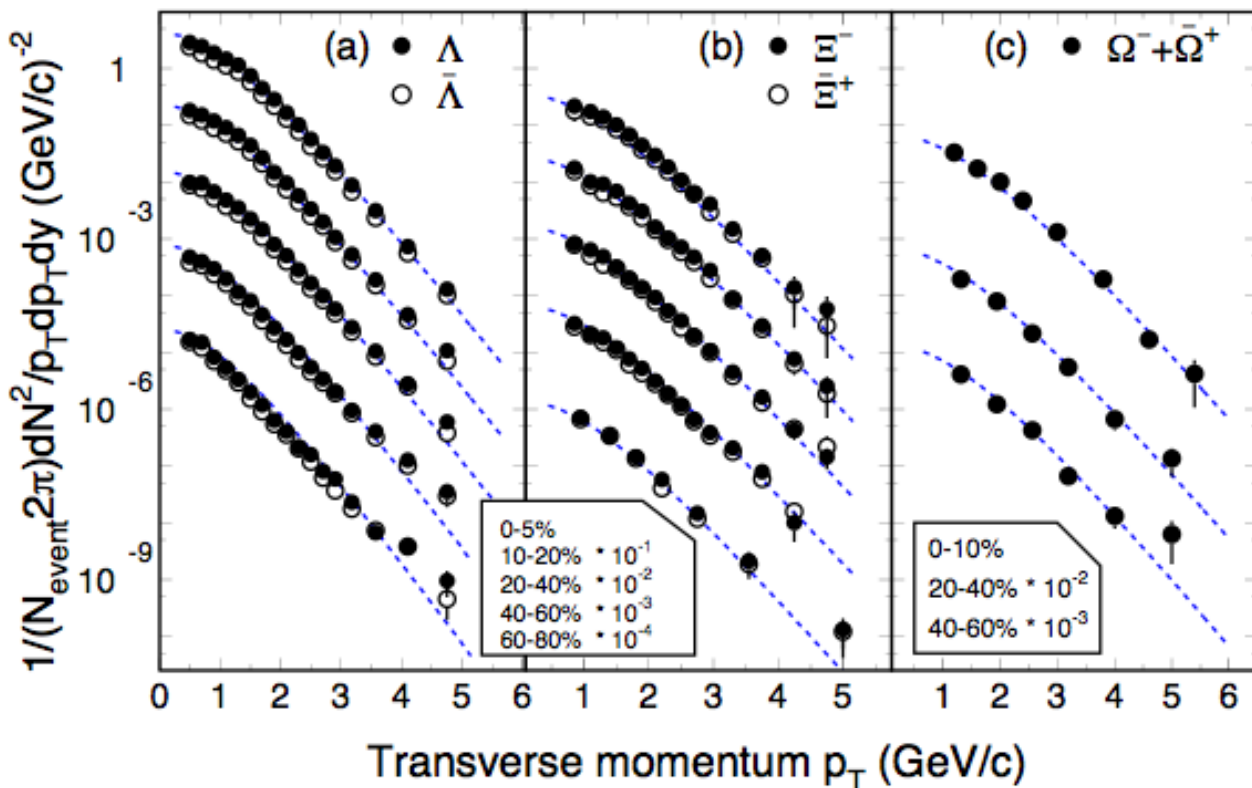 1/(N_event 2π)dN²/p_T dp_T dy (GeV/c)⁻²
1
10⁻³
10⁻⁶
10⁻⁹
(a) ● Λ
○ Λ̄
(b) ● Ξ⁻
○ Ξ̄⁺
(c) ● Ω⁻+Ω̄⁺
0-5%
10-20% * 10⁻¹
20-40% * 10⁻²
40-60% * 10⁻³
60-80% * 10⁻⁴
0-10%
20-40% * 10⁻²
40-60% * 10⁻³
0 1 2 3 4 5 6 1 2 3 4 5 1 2 3 4 5 6
Transverse momentum p_T (GeV/c)